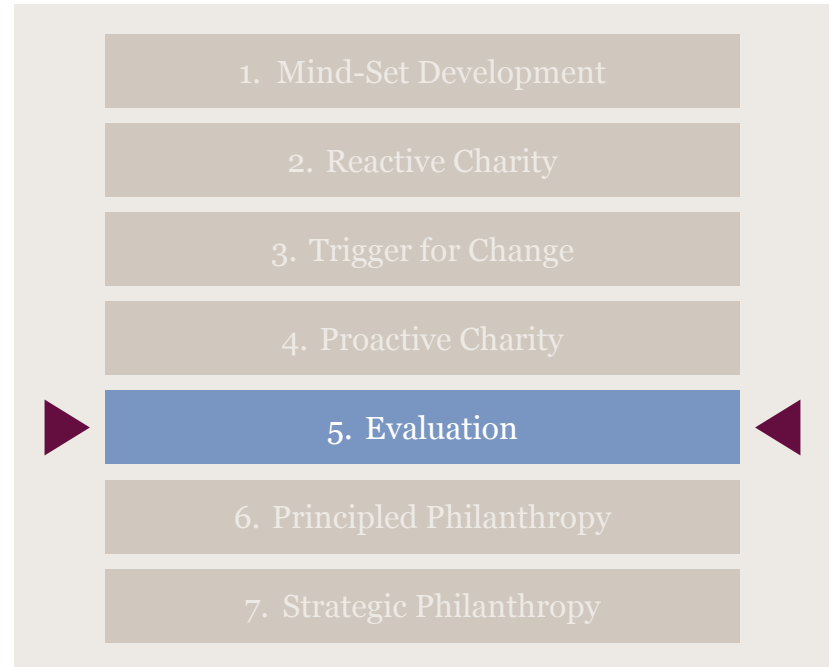 1. Mind-Set Development
2. Reactive Charity
3. Trigger for Change
4. Proactive Charity
5. Evaluation
6. Principled Philanthropy
7. Strategic Philanthropy